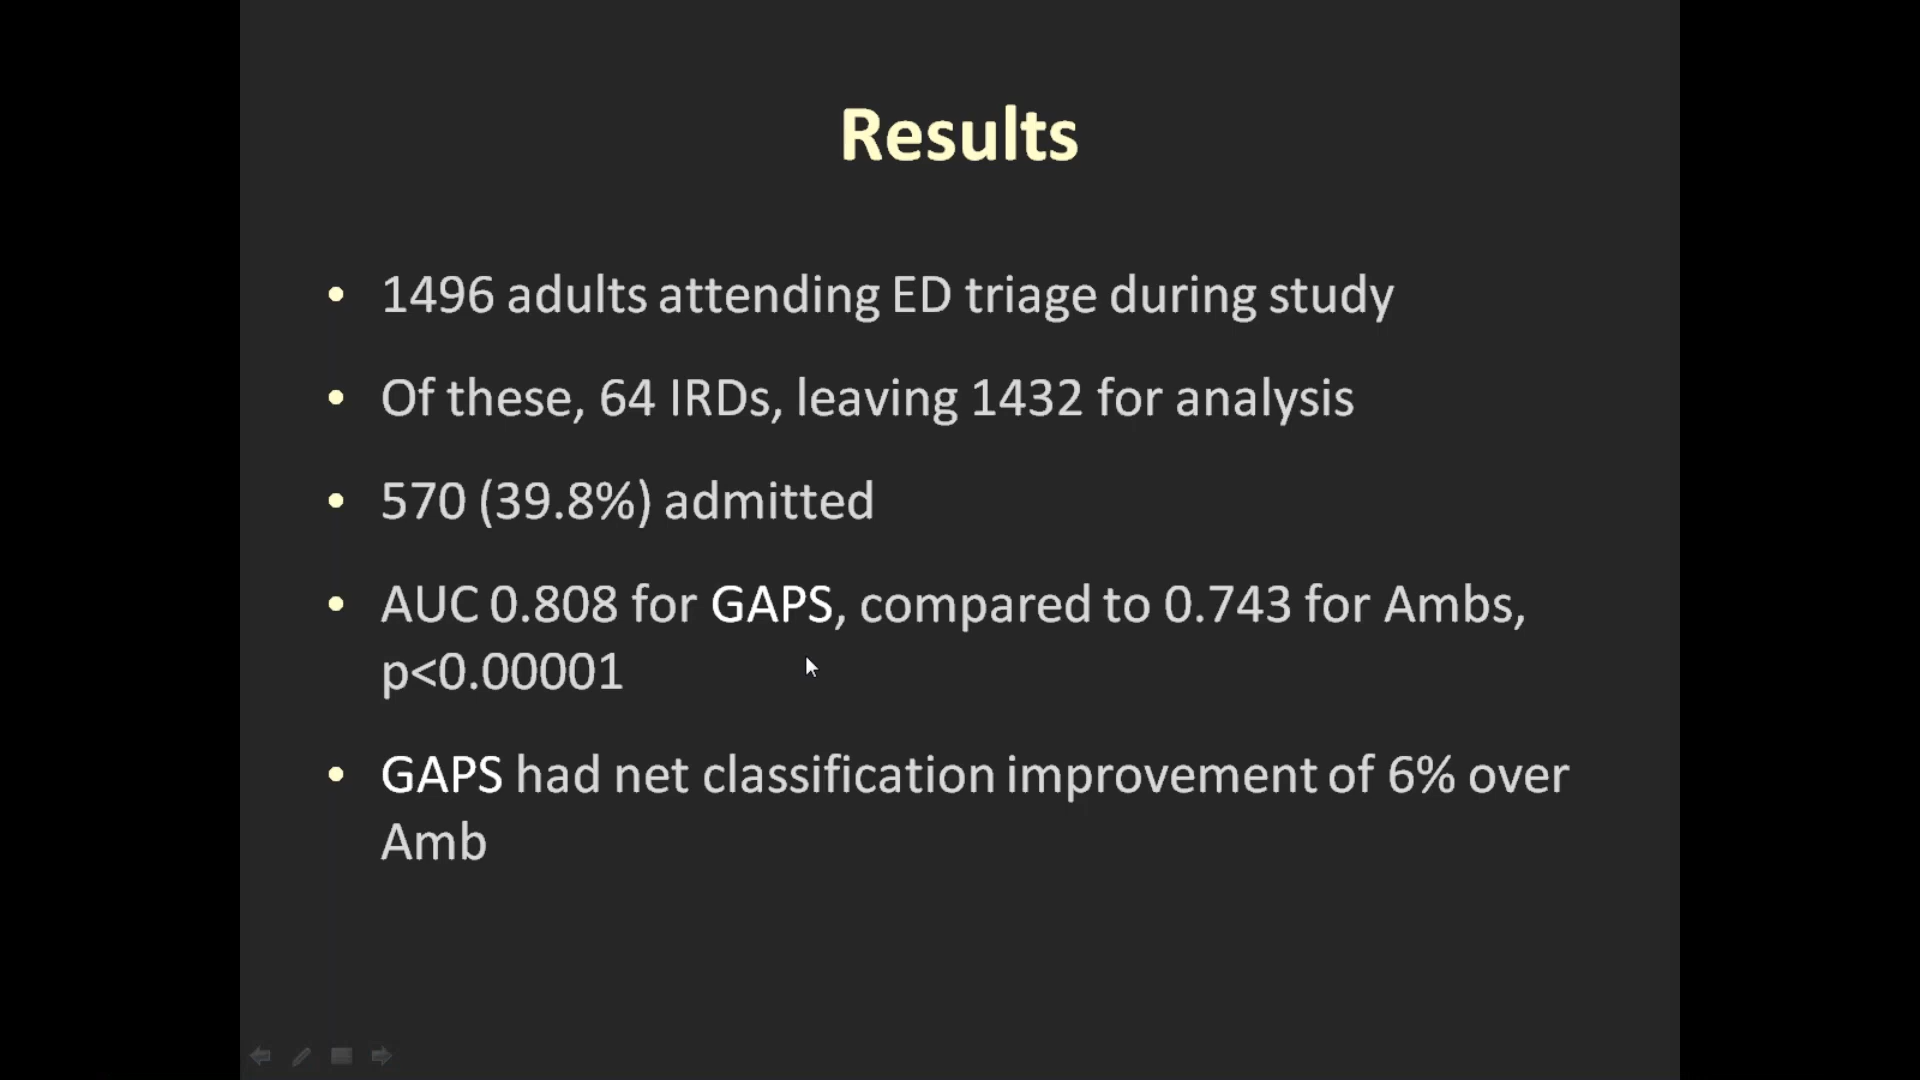 Results
• 1496 adults attending ED triage during study
• Of these, 64 IRDs, leaving 1432 for analysis
• 570 (39.8%) admitted
• AUC 0.808 for GAPS, compared to 0.743 for Ambs,
p<0.00001
• GAPS had net classification improvement of 6% over
Amb